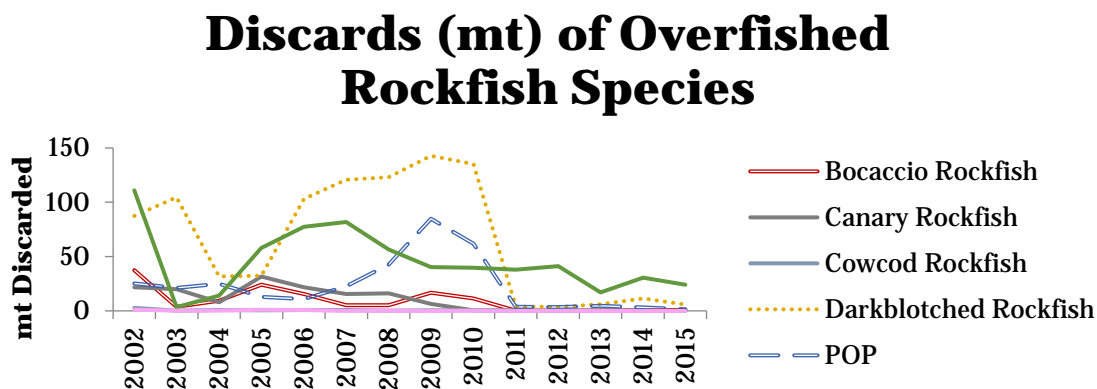 Discards (mt) of Overfished
Rockfish Species
mt Discarded
150
100
50
0
2002
2003
2004
2005
2006
2007
2008
2009
2010
2011
2012
2013
2014
2015
Bocaccio Rockfish
Canary Rockfish
Cowcod Rockfish
Darkblotched Rockfish
POP